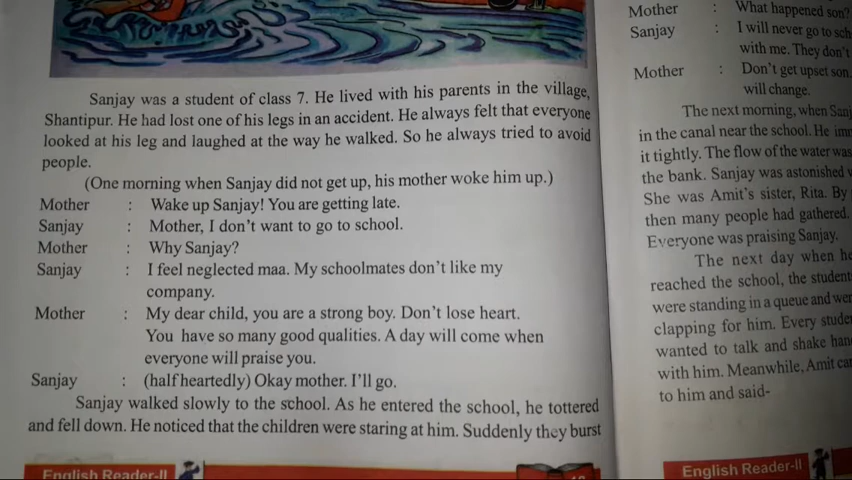 Sanjay was a student of class 7. He lived with his parents in the village,
Shantipur. He had lost one of his legs in an accident. He always felt that everyone
looked at his leg and laughed at the way he walked. So he always tried to avoid
people.
(One morning when Sanjay did not get up, his mother woke him up.)
Mother : Wake up Sanjay! You are getting late.
Sanjay : Mother, I don't want to go to school.
Mother : Why Sanjay?
Sanjay : I feel neglected maa. My schoolmates don't like my
company.
Mother : My dear child, you are a strong boy. Don't lose heart.
You have so many good qualities. A day will come when
everyone will praise you.
Sanjay : (half heartedly) Okay mother. I'll go.
Sanjay walked slowly to the school. As he entered the school, he tottered
and fell down. He noticed that the children were staring at him. Suddenly they burst
English Reader-II
Mother : What happened son?
Sanjay : I will never go to
with me. They don't
Mother : Don't get upset son.
will change.
The next morning, when
in the canal near the school. He
it tightly. The flow of the water was
the bank. Sanjay was astonished
She was Amit's sister, Rita. By
then many people had gathered.
Everyone was praising Sanjay.
The next day when he
reached the school, the
were standing in a queue and
clapping for him. Every
wanted to talk and shake
with him. Meanwhile, Amit
to him and said-
English Reader-II